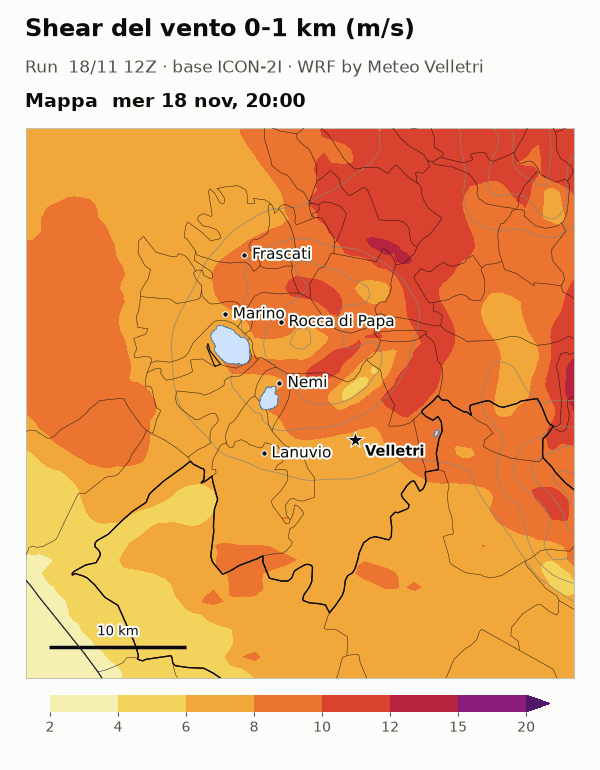 Shear del vento 0-1 km (m/s)
Run  18/11 12Z · base ICON-2I · WRF by Meteo Velletri
Mappa  mer 18 nov, 20:00
Frascati
Marino
Rocca di Papa
Nemi
Velletri
Lanuvio
10 km
2 4 6 8 10 12 15 20